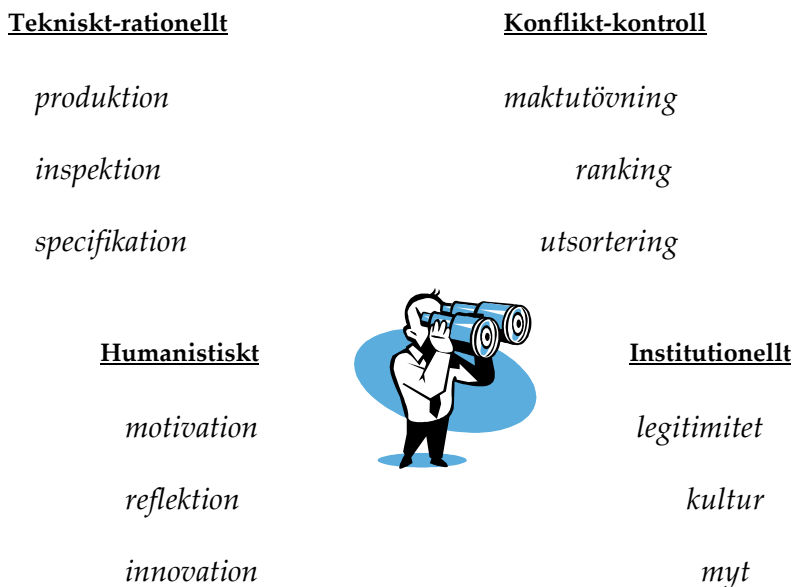 Tekniskt-rationellt
produktion
inspektion
specifikation
Konflikt-kontroll
maktutövning
ranking
utsortering
Humanistiskt
motivation
reflektion
innovation
Institutionellt
legitimitet
kultur
myt